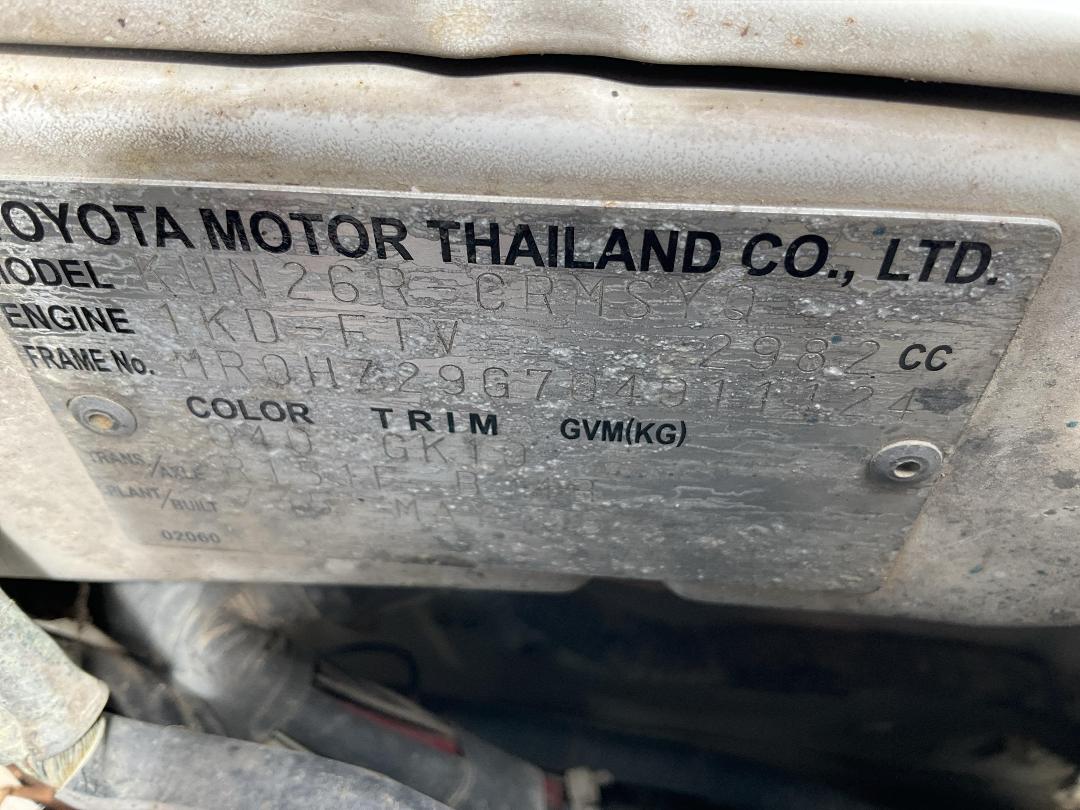 TOYOTA MOTOR THAILAND CO., LTD.
MODEL KUN26R-CRMSYQ
ENGINE 1KD-FTV 2982 CC
FRAME No.
COLOR TRIM GVM(KG)
040 GK10
TRANS/AXLE R151F
PLANT/BUILT
02060